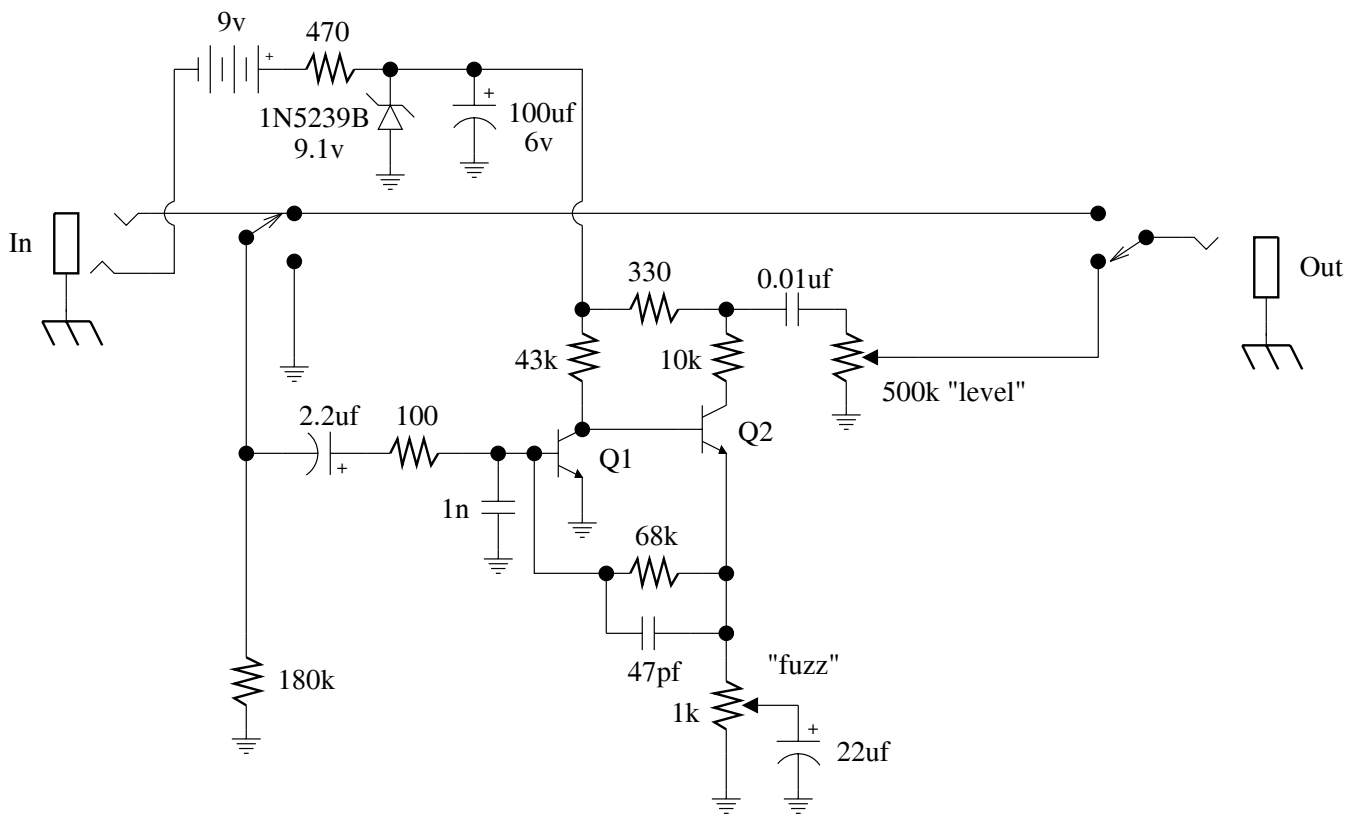 9v
+
470
1N5239B
9.1v
+
100uf
6v
In
Out
330
0.01uf
43k
10k
500k "level"
2.2uf
+
100
Q1
Q2
1n
68k
47pf
"fuzz"
180k
1k
+
22uf